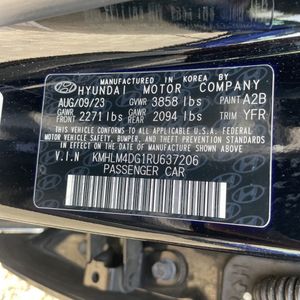 MANUFACTURED IN KOREA BY
HYUNDAI MOTOR COMPANY
AUG/09/23 GVWR 3858 lbs PAINT A2B
GAWR FRONT 2271 lbs GAWR REAR 2094 lbs TRIM YFR
THIS VEHICLE CONFORMS TO ALL APPLICABLE U.S. FEDERAL MOTOR
VEHICLE SAFETY, BUMPER, AND THEFT PREVENTION STANDARDS
IN EFFECT ON THE DATE OF MANUFACTURE SHOWN ABOVE.
V.I.N KMHLM4DG1RU637206
PASSENGER CAR